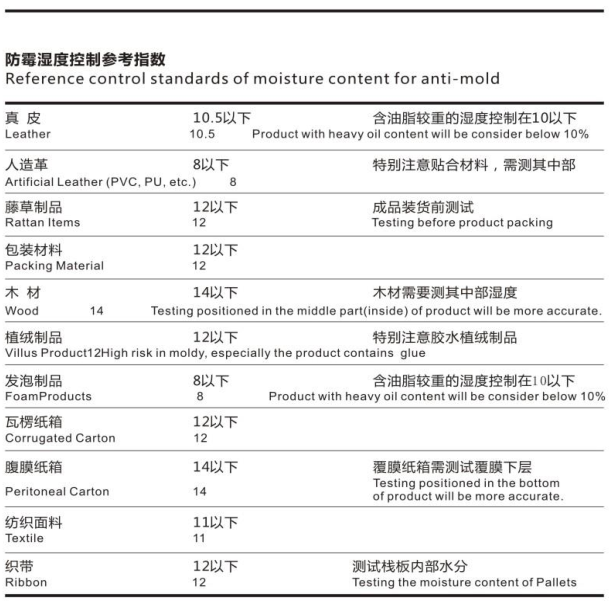 防霉湿度控制参考指数
Reference control standards of moisture content for anti-mold
真 皮 10.5以下 含油脂较重的湿度控制在10以下
Leather 10.5 Product with heavy oil content will be consider below 10%
人造革 8以下 特别注意贴合材料，需测其中部
Artificial Leather (PVC, PU, etc.) 8
藤草制品 12以下 成品装货前测试
Rattan Items 12 Testing before product packing
包装材料 12以下
Packing Material 12
木 材 14以下 木材需要测其中部湿度
Wood 14 Testing positioned in the middle part(inside) of product will be more accurate.
植绒制品 12以下 特别注意胶水植绒制品
Villus Product12High risk in moldy, especially the product contains glue
发泡制品 8以下 含油脂较重的湿度控制在10以下
FoamProducts 8 Product with heavy oil content will be consider below 10%
瓦楞纸箱 12以下
Corrugated Carton 12
腹膜纸箱 14以下 覆膜纸箱需测试覆膜下层
Peritoneal Carton 14 Testing positioned in the bottom
of product will be more accurate.
纺织面料 11以下
Textile 11
织带 12以下 测试栈板内部水分
Ribbon 12 Testing the moisture content of Pallets